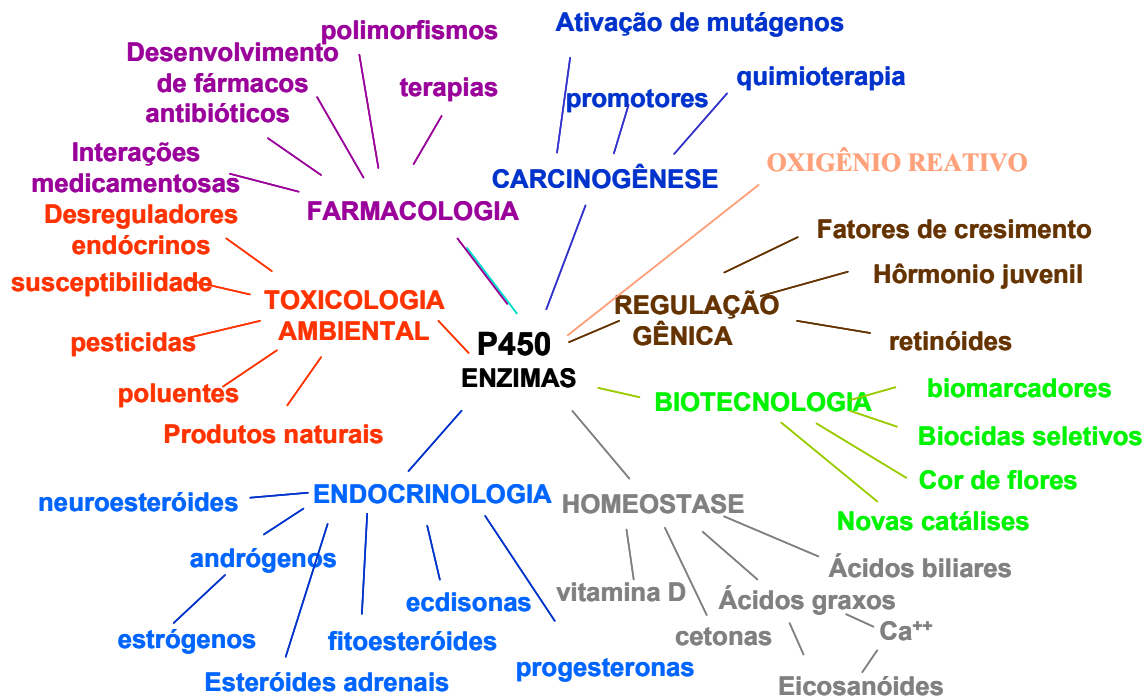 polimorfismos
Desenvolvimento
de fármacos
antibióticos
terapias
Interações
medicamentosas
FARMACOLOGIA
Ativação de mutágenos
promotores
quimioterapia
CARCINOGÊNESE
OXIGÊNIO REATIVO
Desreguladores
endócrinos
susceptibilidade
TOXICOLOGIA
AMBIENTAL
pesticidas
poluentes
Produtos naturais
P450
ENZIMAS
Fatores de cresimento
Hôrmonio juvenil
REGULAÇÃO
GÊNICA
retinóides
BIOTECNOLOGIA
biomarcadores
Biocidas seletivos
Cor de flores
Novas catálises
ENDOCRINOLOGIA
neuroesteróides
andrógenos
estrógenos
Esteróides adrenais
fitoesteróides
ecdisonas
progesteronas
HOMEOSTASE
vitamina D
cetonas
Ácidos graxos
Ácidos biliares
Ca++
Eicosanóides